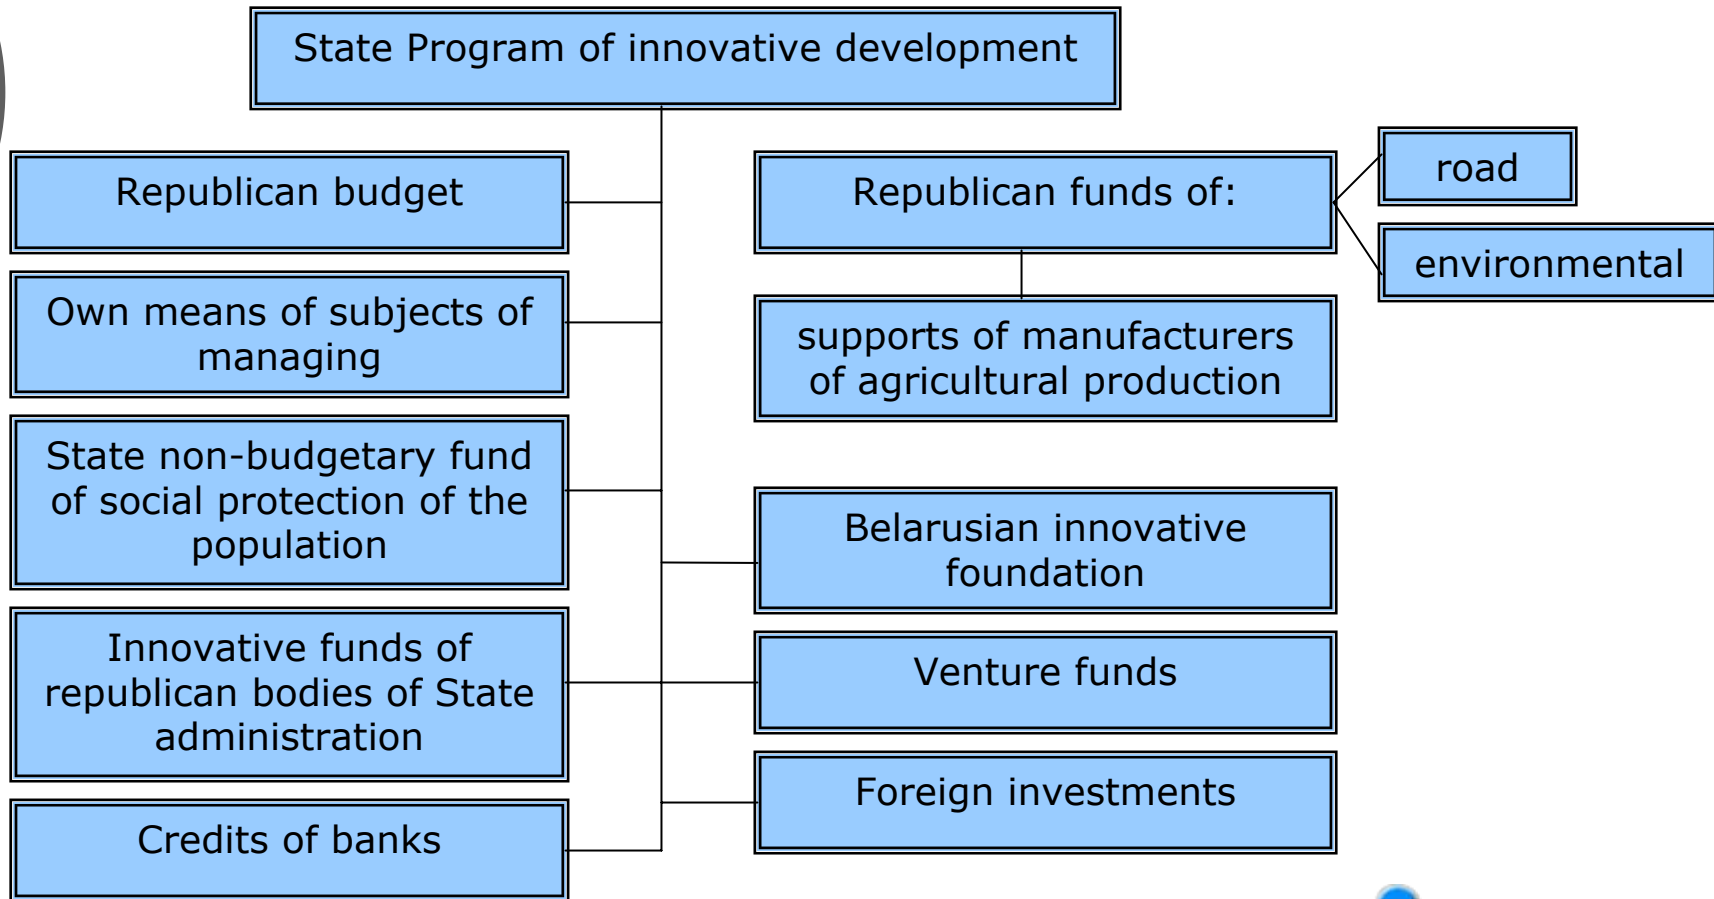 State Program of innovative development
Republican budget
Own means of subjects of
managing
State non-budgetary fund
of social protection of the
population
Innovative funds of
republican bodies of State
administration
Credits of banks
Republican funds of:
road
environmental
supports of manufacturers
of agricultural production
Belarusian innovative
foundation
Venture funds
Foreign investments